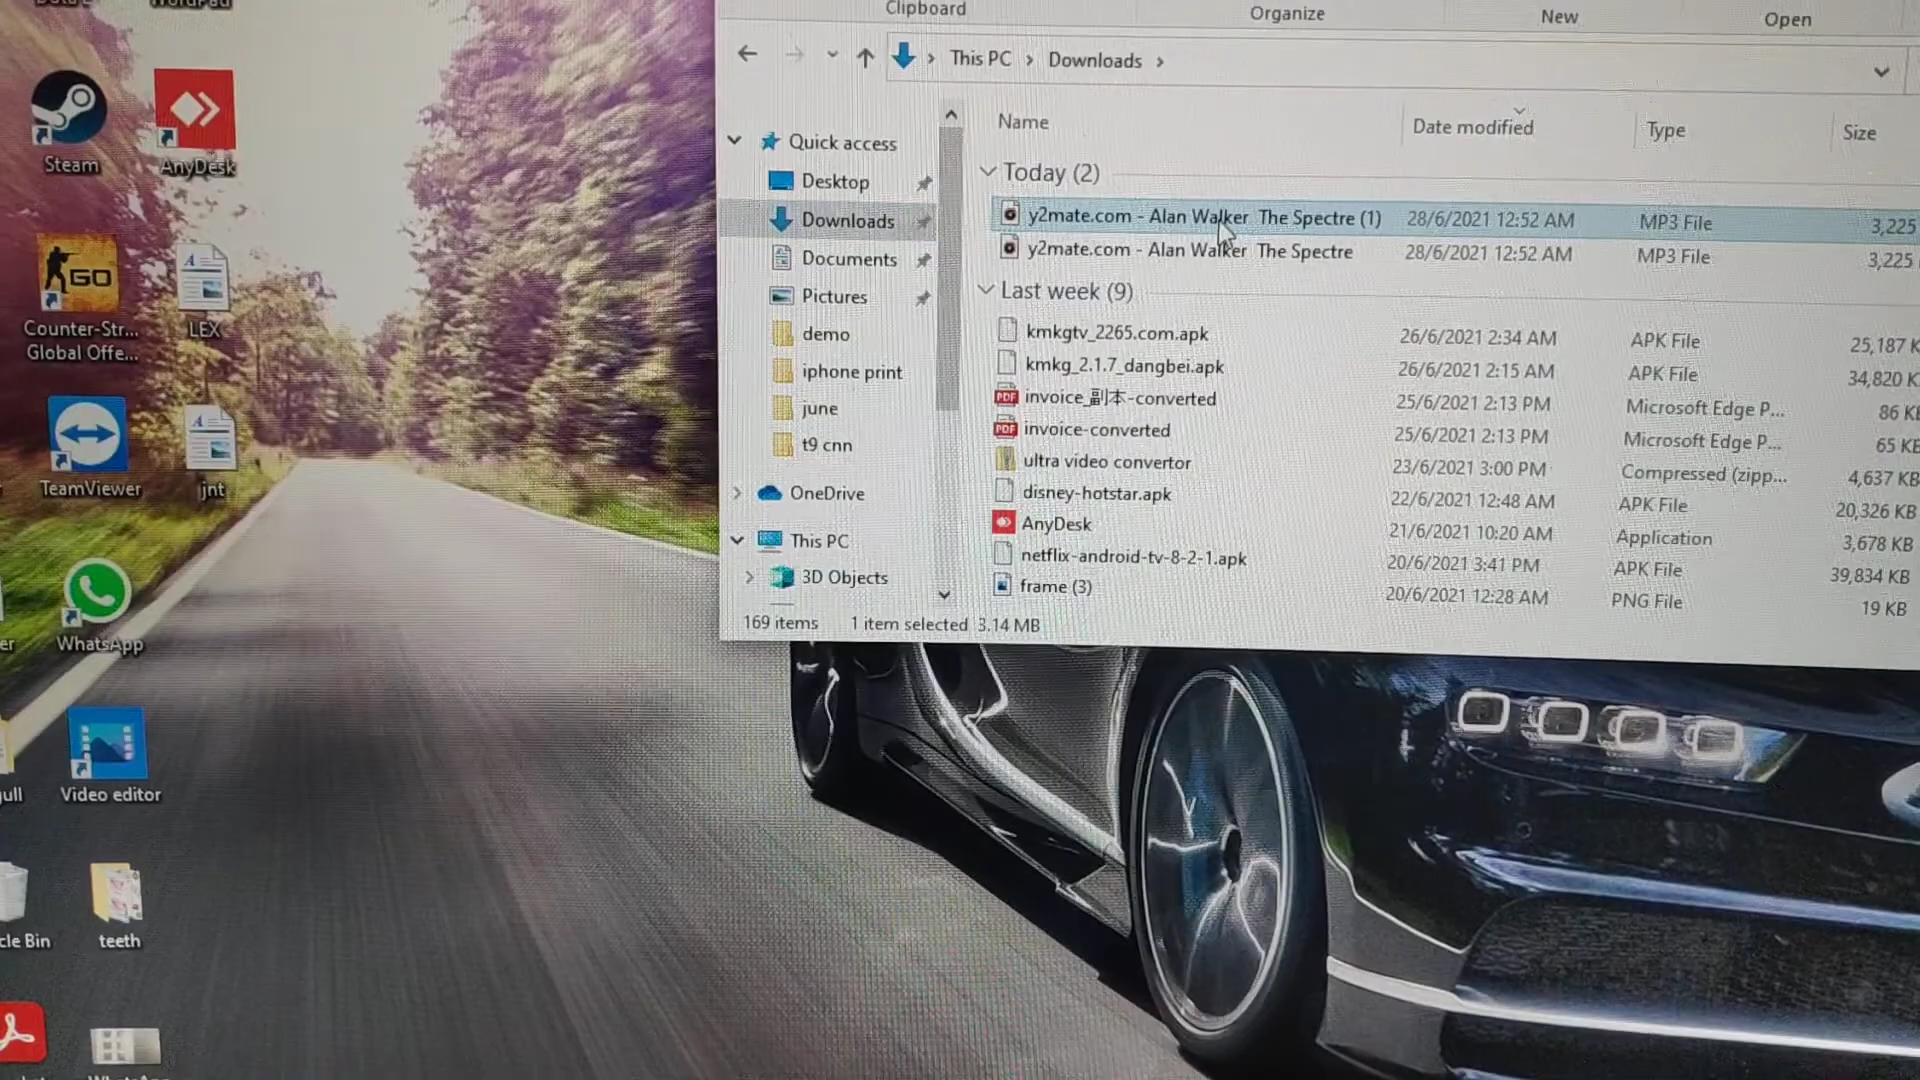 Clipboard
Organize
New
Open
This PC > Downloads >
Name
Date modified
Type
Size
Quick access
Desktop
Downloads
Documents
Pictures
demo
iphone print
june
t9 cnn
OneDrive
This PC
3D Objects
Today (2)
y2mate.com - Alan Walker The Spectre (1) 28/6/2021 12:52 AM MP3 File 3,225
y2mate.com - Alan Walker The Spectre 28/6/2021 12:52 AM MP3 File 3,225
Last week (9)
kmkgtv_2265.com.apk 26/6/2021 2:34 AM APK File 25,187 K
kmkg_2.1.7_dangbei.apk 26/6/2021 2:15 AM APK File 34,820 K
invoice_副本-converted 25/6/2021 2:13 PM Microsoft Edge P... 86 KB
invoice-converted 25/6/2021 2:13 PM Microsoft Edge P... 65 KB
ultra video convertor 23/6/2021 3:00 PM Compressed (zipp... 4,637 KB
disney-hotstar.apk 22/6/2021 12:48 AM APK File 20,326 KB
AnyDesk 21/6/2021 10:20 AM Application 3,678 KB
netflix-android-tv-8-2-1.apk 20/6/2021 3:41 PM APK File 39,834 KB
frame (3) 20/6/2021 12:28 AM PNG File 19 KB
169 items 1 item selected 3.14 MB
Steam
AnyDesk
GO
Counter-Str...
Global Offe...
LEX
TeamViewer
jnt
er
WhatsApp
ull
Video editor
cle Bin
teeth